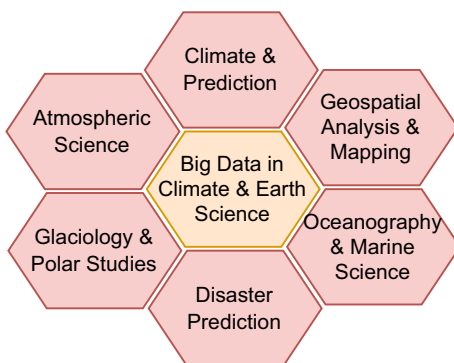 Climate &
Prediction
Geospatial
Analysis &
Mapping
Atmospheric
Science
Big Data in
Climate & Earth
Science
Oceanography
& Marine
Science
Glaciology &
Polar Studies
Disaster
Prediction